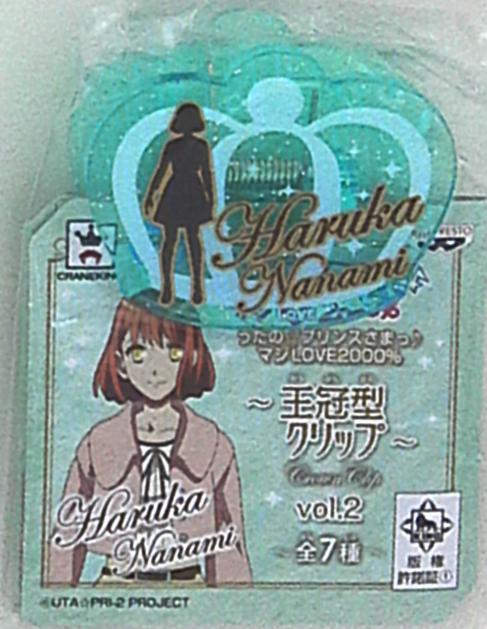 Haruka
Nanami
CRANEKIN
うたの☆プリンスさまっ♪
マジLOVE2000%
～王冠型
クリップ～
Crown Clip
vol.2
～全7種～
Haruka
Nanami
版権
許諾証①
©UTA☆PRI-2 PROJECT